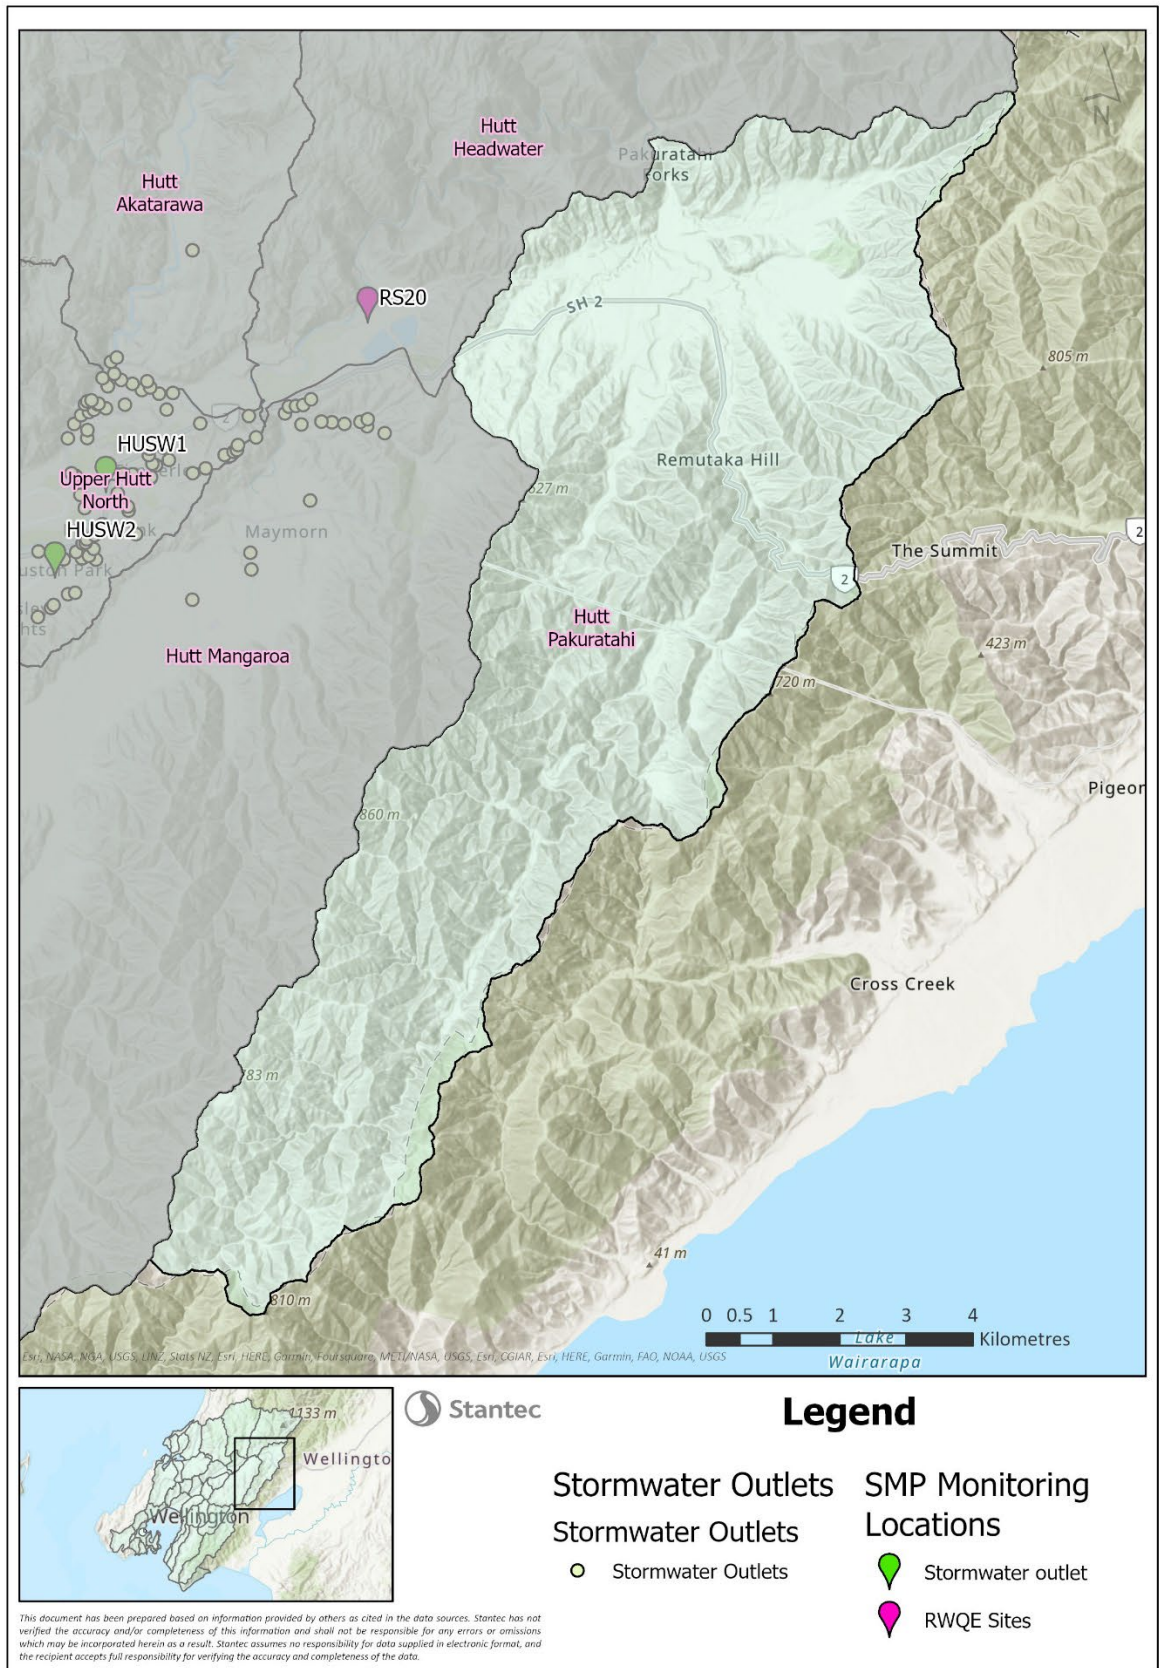 N
Hutt
Headwater
Pakuratahi
Forks
Hutt
Akatarawa
RS20
SH 2
805 m
2
HUSW1
Upper Hutt
North
Remutaka Hill
627 m
HUSW2
Maymorn
The Summit
2
2
Hutt
Pakuratahi
423 m
Hutt Mangaroa
720 m
Pigeon
860 m
Cross Creek
783 m
41 m
810 m
0 0.5 1 2 3 4
Kilometres
Lake
Wairarapa
Esri, NASA, NGA, USGS, LINZ, Stats NZ, Esri, HERE, Garmin, Foursquare, METI/NASA, USGS, Esri, CGIAR, Esri, HERE, Garmin, FAO, NOAA, USGS
1133 m
Wellingto
Wellington
Stantec
Legend
Stormwater Outlets
Stormwater Outlets
Stormwater Outlets
SMP Monitoring
Locations
Stormwater outlet
RWQE Sites
This document has been prepared based on information provided by others as cited in the data sources. Stantec has not
verified the accuracy and/or completeness of this information and shall not be responsible for any errors or omissions
which may be incorporated herein as a result. Stantec assumes no responsibility for data supplied in electronic format, and
the recipient accepts full responsibility for verifying the accuracy and completeness of the data.